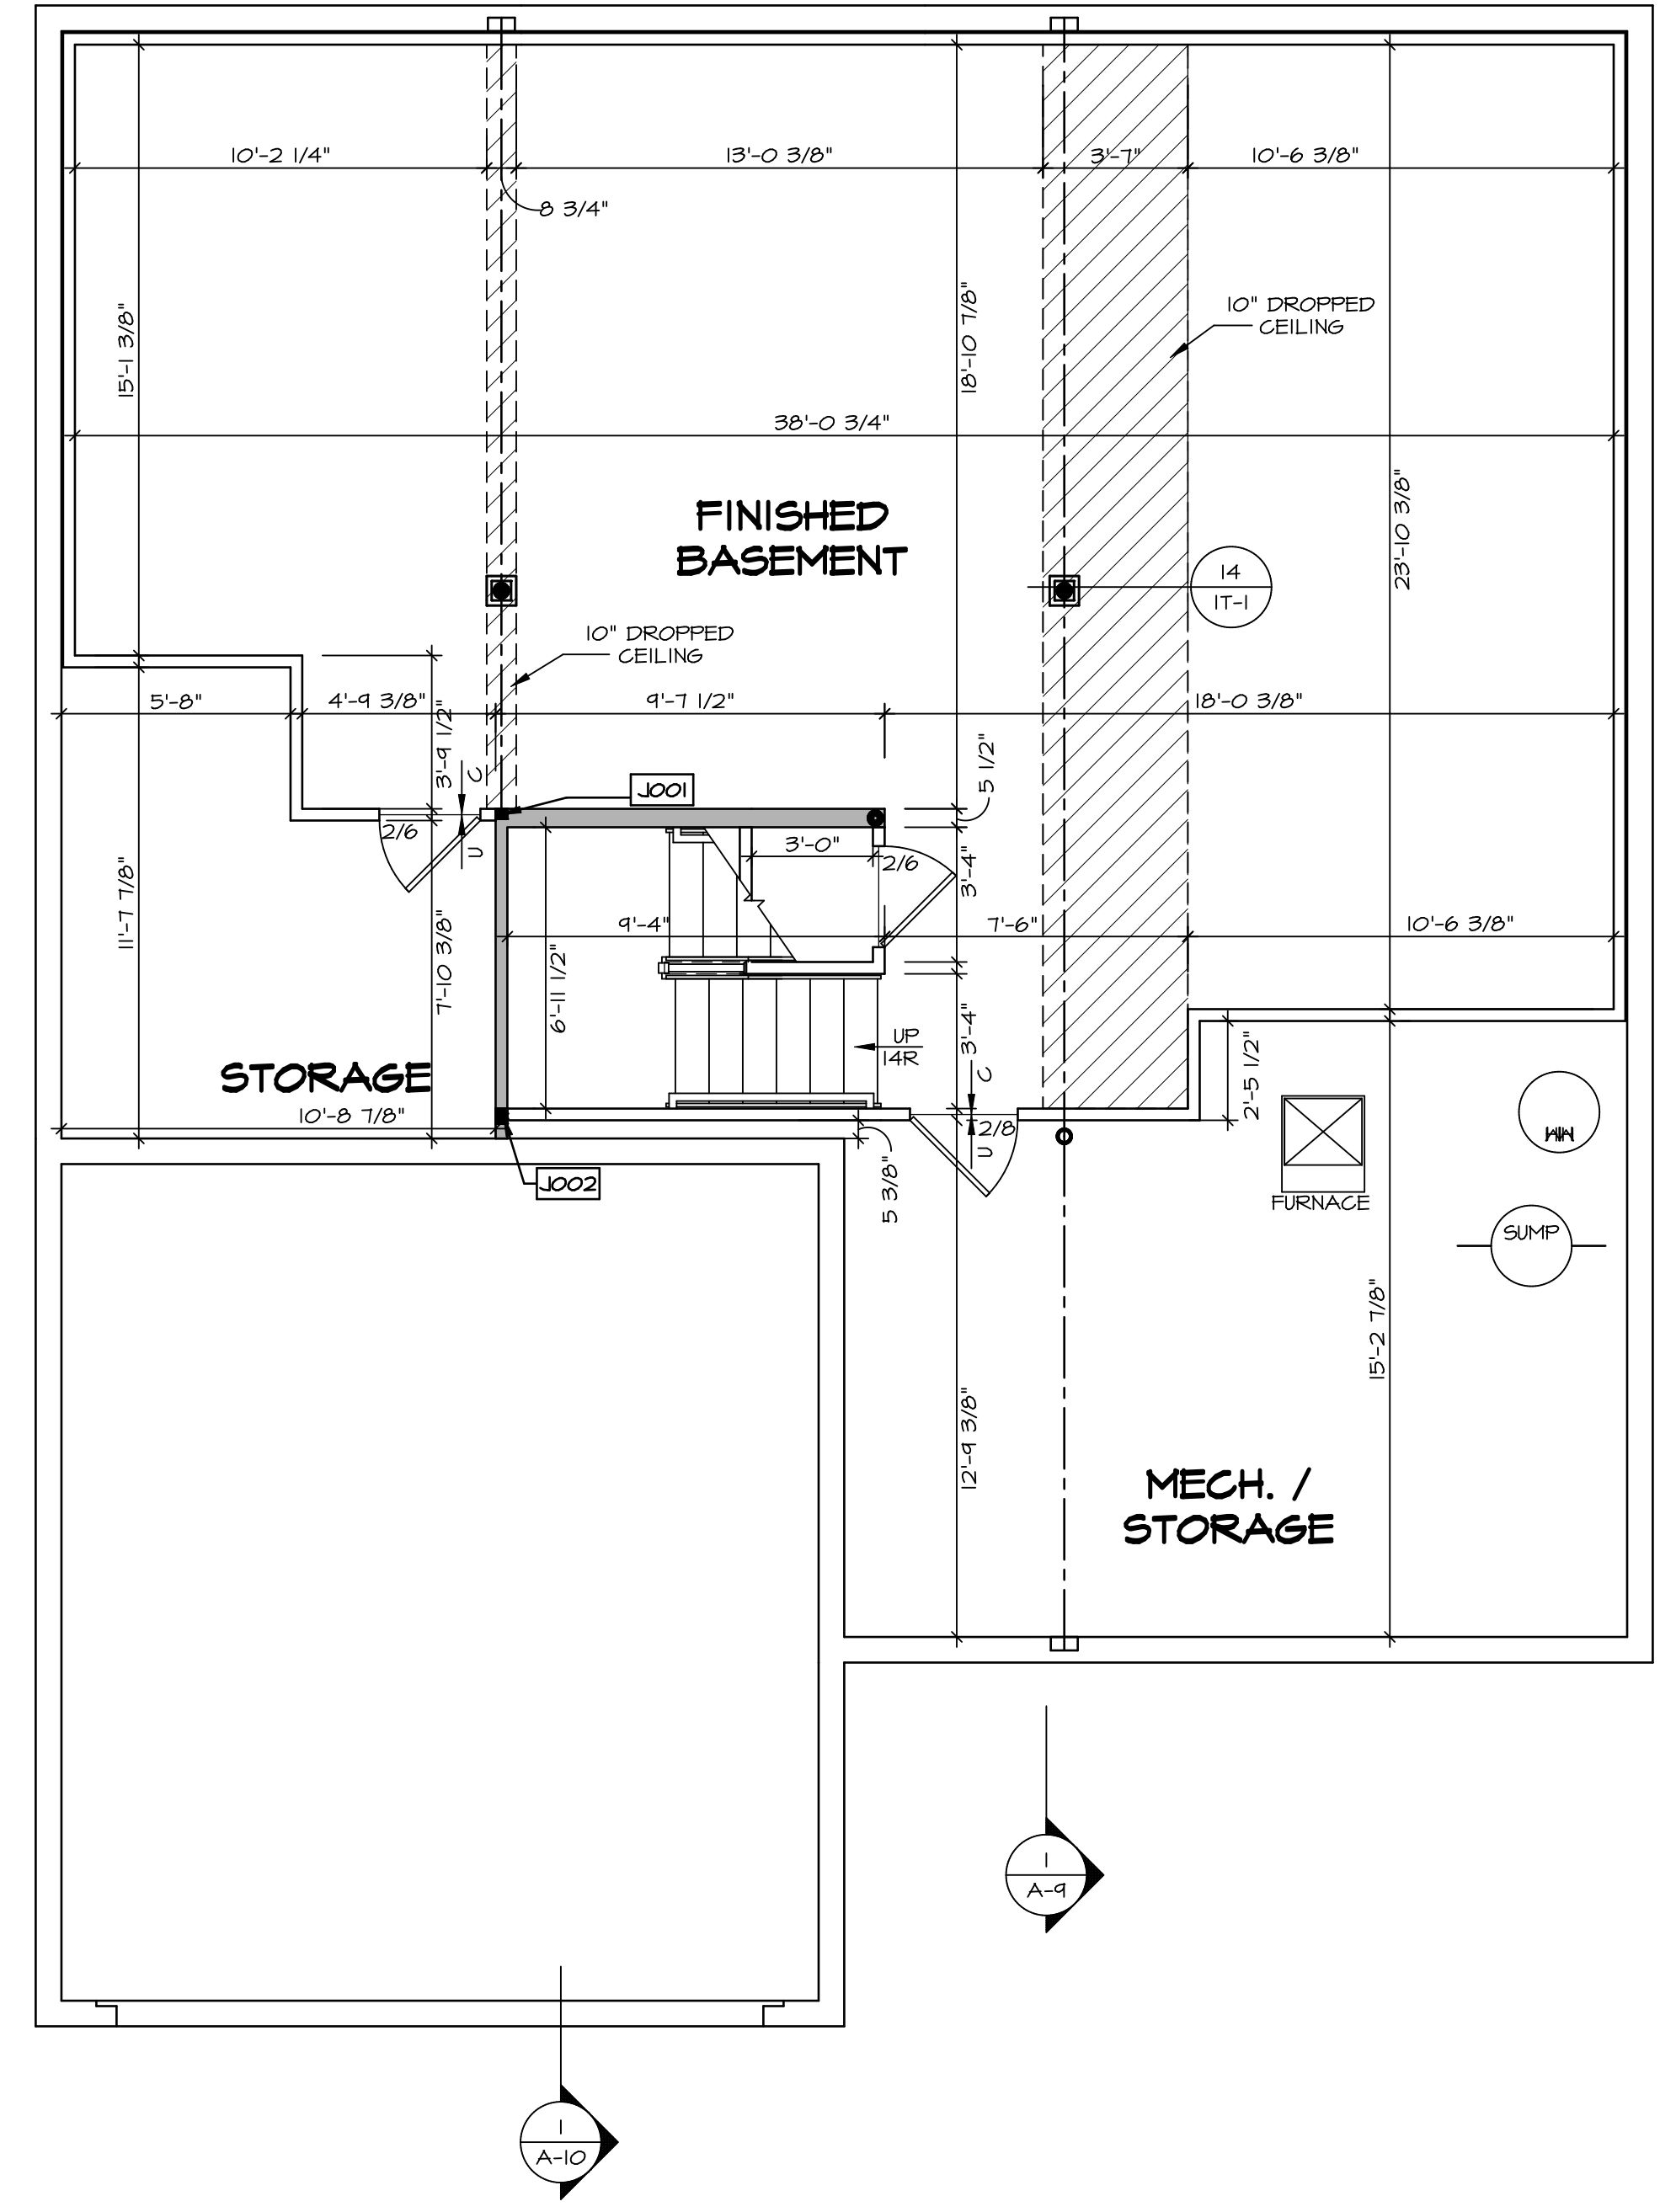 10'-2 1/4"
13'-0 3/8"
3'-7"
10'-6 3/8"
8 3/4"
15'-1 3/8"
18'-10 7/8"
10" DROPPED
CEILING
38'-0 3/4"
23'-10 3/8"
FINISHED
BASEMENT
14
1T-1
10" DROPPED
CEILING
5'-8"
4'-9 3/8"
9'-7 1/2"
18'-0 3/8"
3'-9 1/2"
C
U
5 1/2"
J001
2/6
3'-0"
2/6
3'-4"
11'-7 7/8"
7'-10 3/8"
9'-4"
7'-6"
10'-6 3/8"
6'-11 1/2"
3'-4"
UP
14R
C
U
2/8
2'-5 1/2"
STORAGE
10'-8 7/8"
5 3/8"
J002
FURNACE
SUMP
15'-2 7/8"
12'-9 3/8"
MECH. /
STORAGE
1
A-9
1
A-10